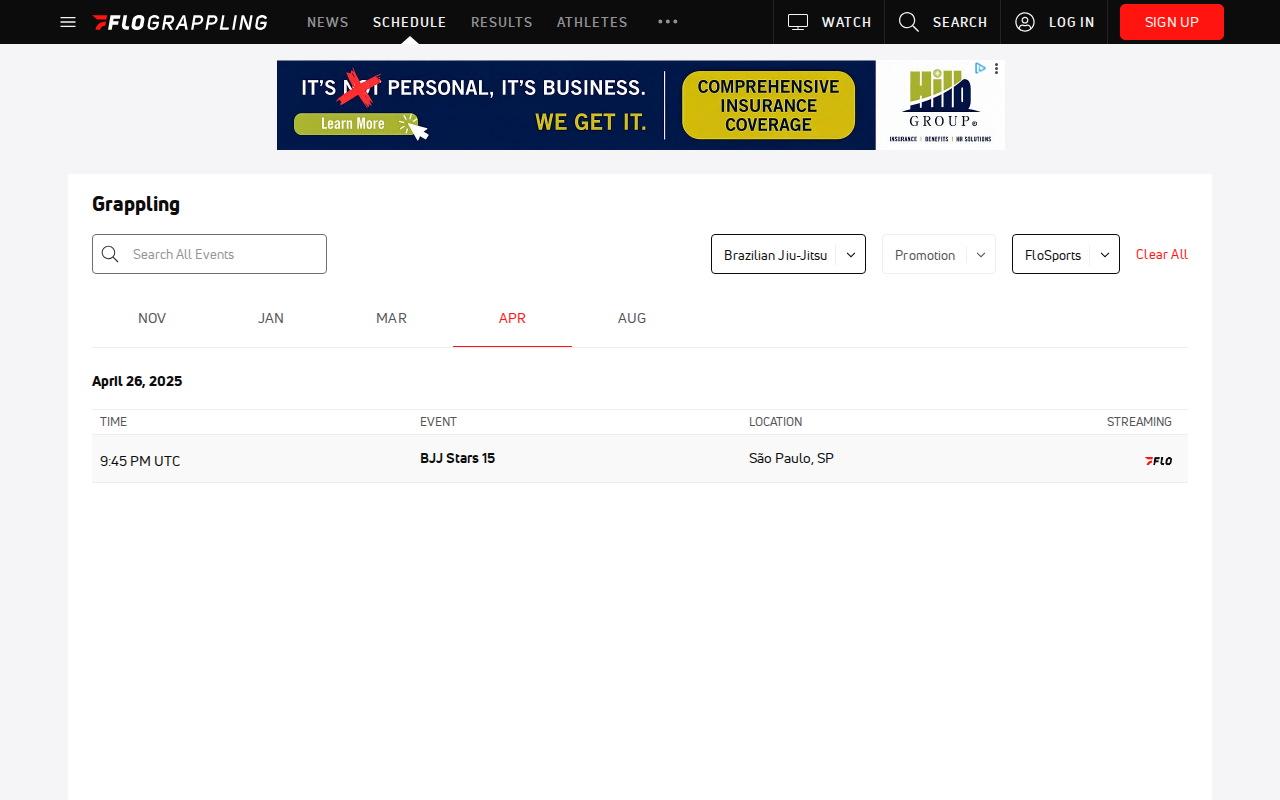 FLOGRAPPLING NEWS SCHEDULE RESULTS ATHLETES WATCH SEARCH LOG IN SIGN UP
IT'S NOT PERSONAL, IT'S BUSINESS.
Learn More
WE GET IT.
COMPREHENSIVE
INSURANCE
COVERAGE
Hill
GROUP
INSURANCE | BENEFITS | HR SOLUTIONS
Grappling
Search All Events
Brazilian Jiu-Jitsu
Promotion
FloSports
Clear All
NOV JAN MAR APR AUG
April 26, 2025
TIME EVENT LOCATION STREAMING
9:45 PM UTC BJJ Stars 15 São Paulo, SP FLO